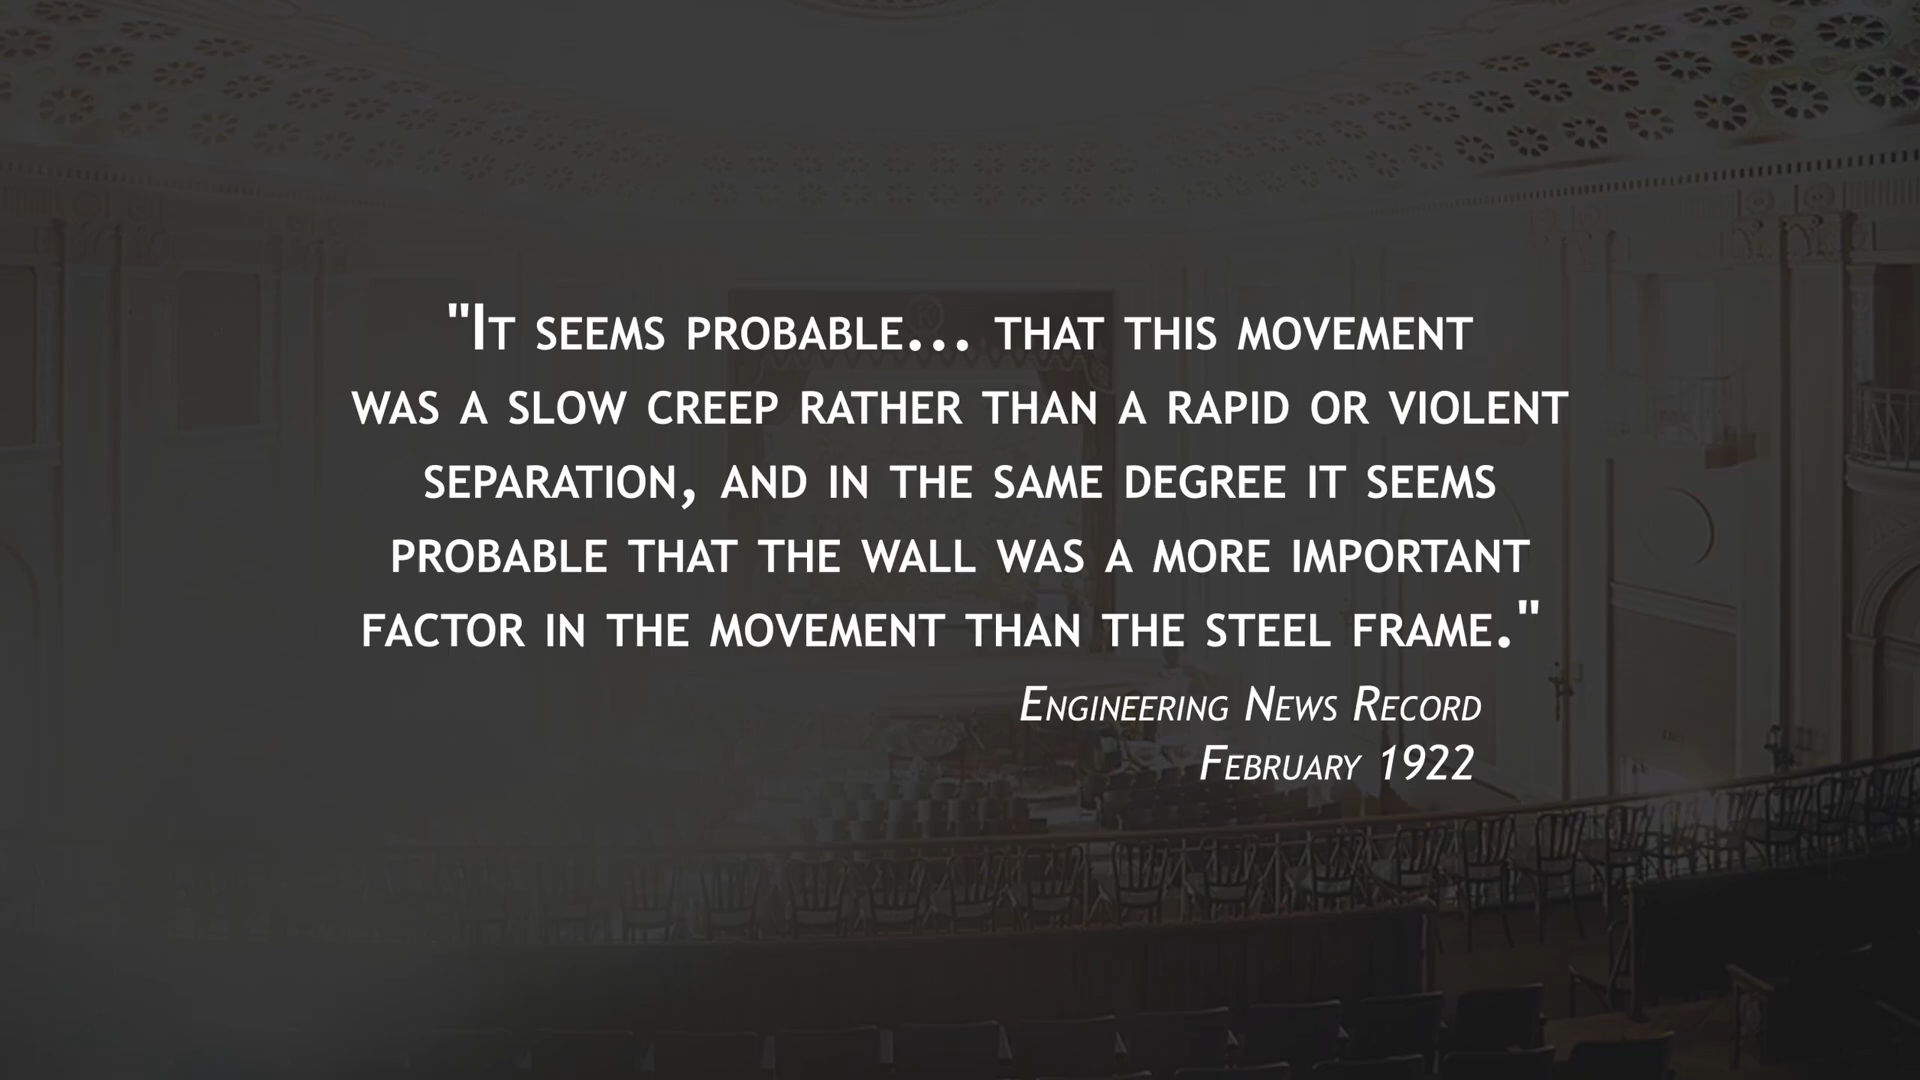 "It seems probable... that this movement
was a slow creep rather than a rapid or violent
separation, and in the same degree it seems
probable that the wall was a more important
factor in the movement than the steel frame."
Engineering News Record
February 1922